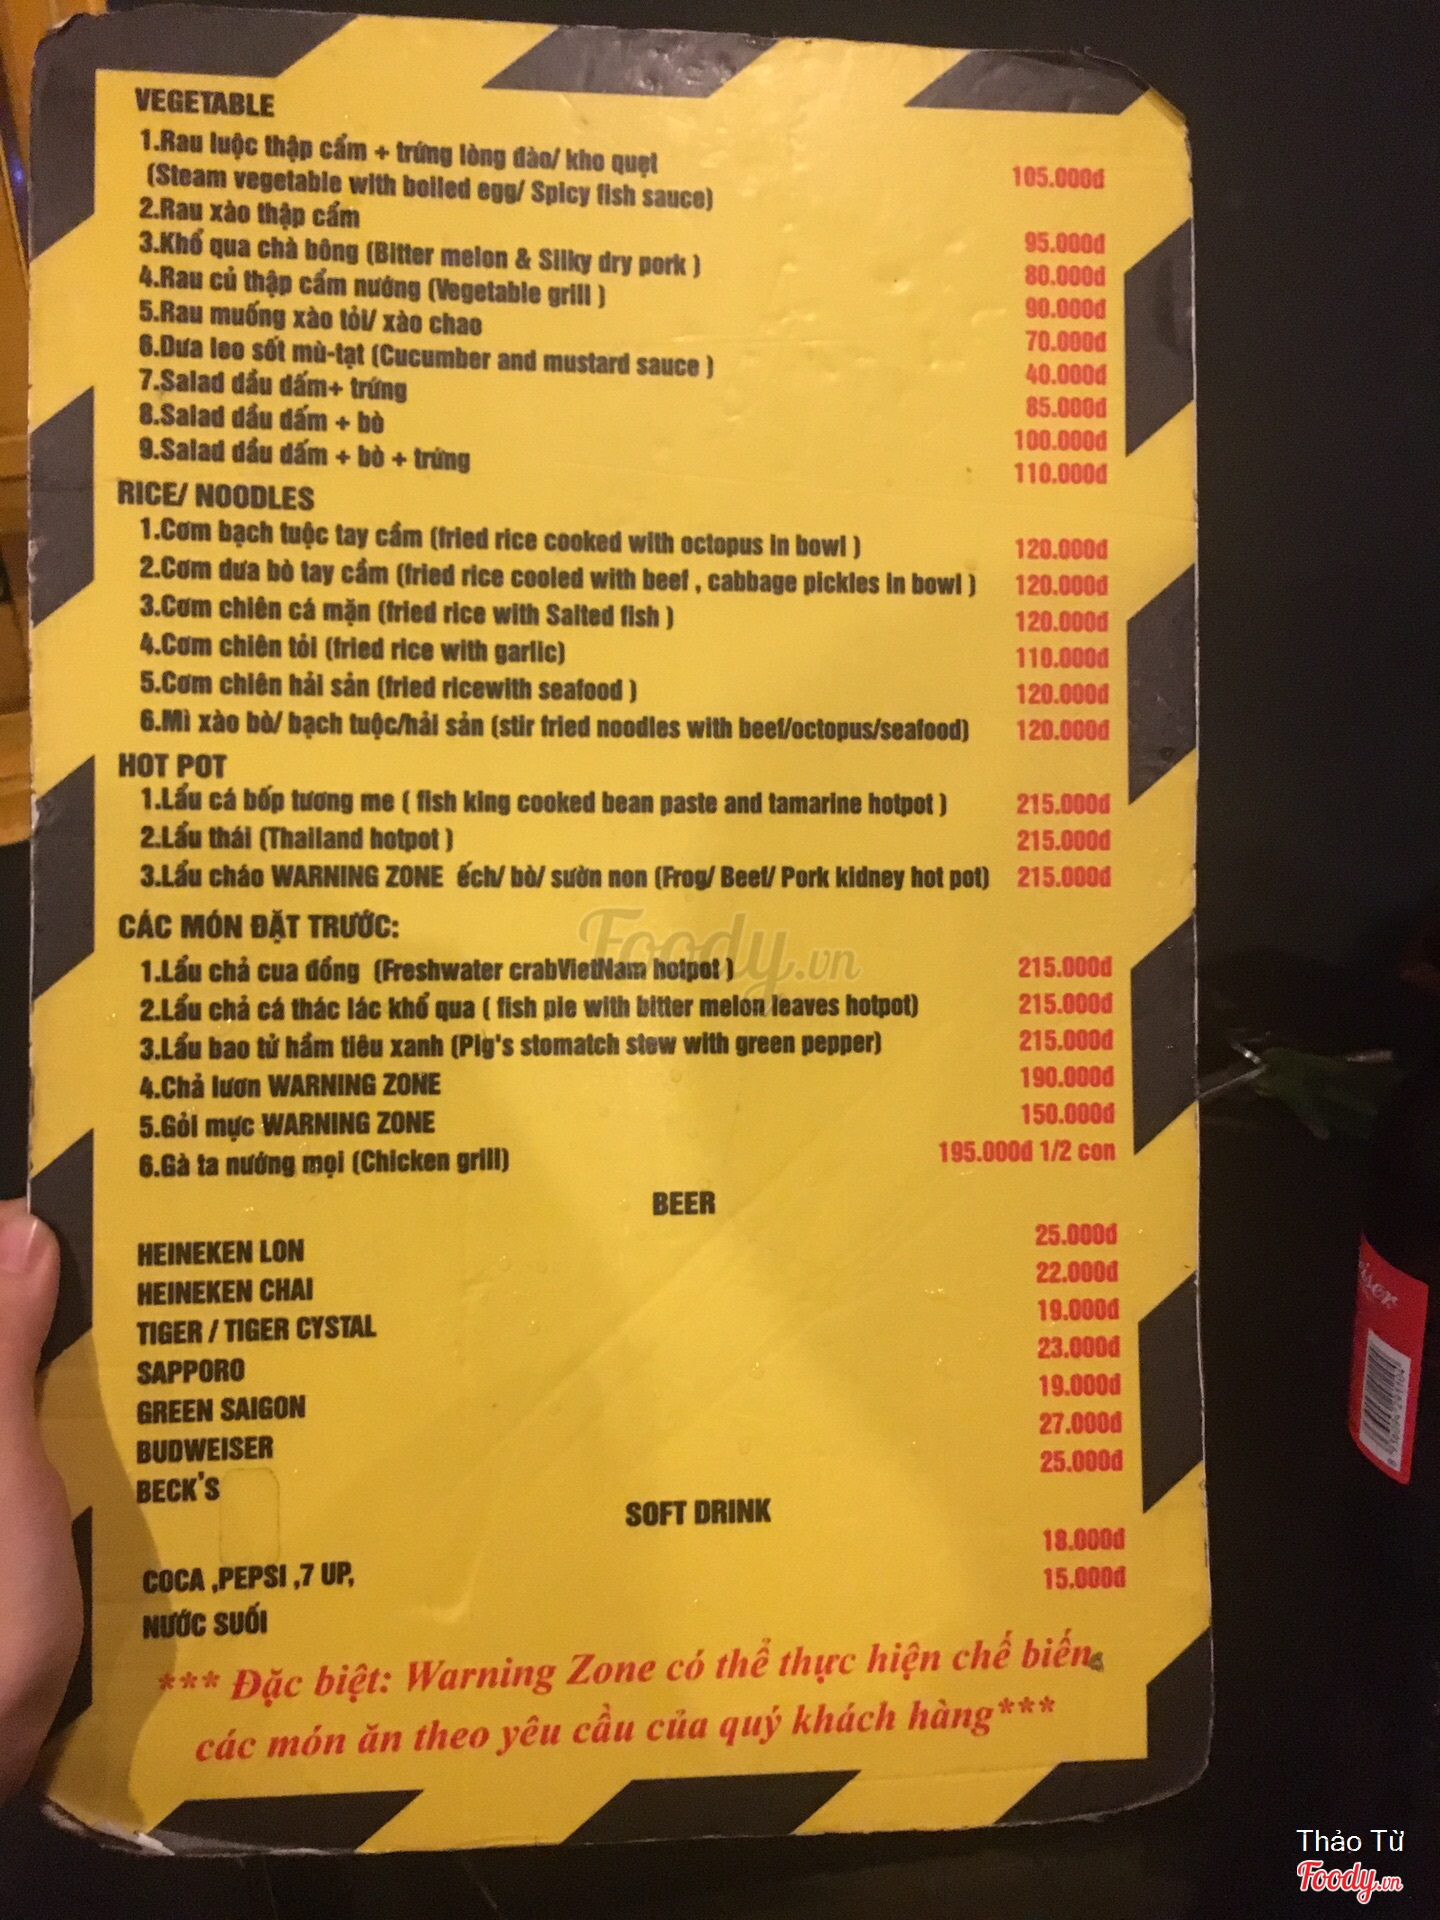 VEGETABLE
1.Rau luộc thập cẩm + trứng lòng đào/ kho quẹt
(Steam vegetable with boiled egg/ Spicy fish sauce) 105.000đ
2.Rau xào thập cẩm 95.000đ
3.Khổ qua chà bông (Bitter melon & Silky dry pork ) 80.000đ
4.Rau củ thập cẩm nướng (Vegetable grill ) 90.000đ
5.Rau muống xào tỏi/ xào chao 70.000đ
6.Dưa leo sốt mù-tạt (Cucumber and mustard sauce ) 40.000đ
7.Salad dầu dấm+ trứng 85.000đ
8.Salad dầu dấm + bò 100.000đ
9.Salad dầu dấm + bò + trứng 110.000đ
RICE/ NOODLES
1.Cơm bạch tuộc tay cầm (fried rice cooked with octopus in bowl ) 120.000đ
2.Cơm dưa bò tay cầm (fried rice cooled with beef , cabbage pickles in bowl ) 120.000đ
3.Cơm chiên cá mặn (fried rice with Salted fish ) 120.000đ
4.Cơm chiên tỏi (fried rice with garlic) 110.000đ
5.Cơm chiên hải sản (fried ricewith seafood ) 120.000đ
6.Mì xào bò/ bạch tuộc/hải sản (stir fried noodles with beef/octopus/seafood) 120.000đ
HOT POT
1.Lẩu cá bốp tương me ( fish king cooked bean paste and tamarine hotpot ) 215.000đ
2.Lẩu thái (Thailand hotpot ) 215.000đ
3.Lẩu cháo WARNING ZONE ếch/ bò/ sườn non (Frog/ Beef/ Pork kidney hot pot) 215.000đ
CÁC MÓN ĐẶT TRƯỚC:
1.Lẩu chả cua đồng (Freshwater crabVietNam hotpot ) 215.000đ
2.Lẩu chả cá thác lác khổ qua ( fish pie with bitter melon leaves hotpot) 215.000đ
3.Lẩu bao tử hầm tiêu xanh (Pig's stomatch stew with green pepper) 215.000đ
4.Chả lươn WARNING ZONE 190.000đ
5.Gỏi mực WARNING ZONE 150.000đ
6.Gà ta nướng mọi (Chicken grill) 195.000đ 1/2 con
BEER
HEINEKEN LON 25.000đ
HEINEKEN CHAI 22.000đ
TIGER / TIGER CYSTAL 19.000đ
SAPPORO 23.000đ
GREEN SAIGON 19.000đ
BUDWEISER 27.000đ
BECK'S 25.000đ
SOFT DRINK
COCA ,PEPSI ,7 UP, 18.000đ
NƯỚC SUỐI 15.000đ
*** Đặc biệt: Warning Zone có thể thực hiện chế biến
các món ăn theo yêu cầu của quý khách hàng***
Foody.vn
Thảo Từ
Foody.vn